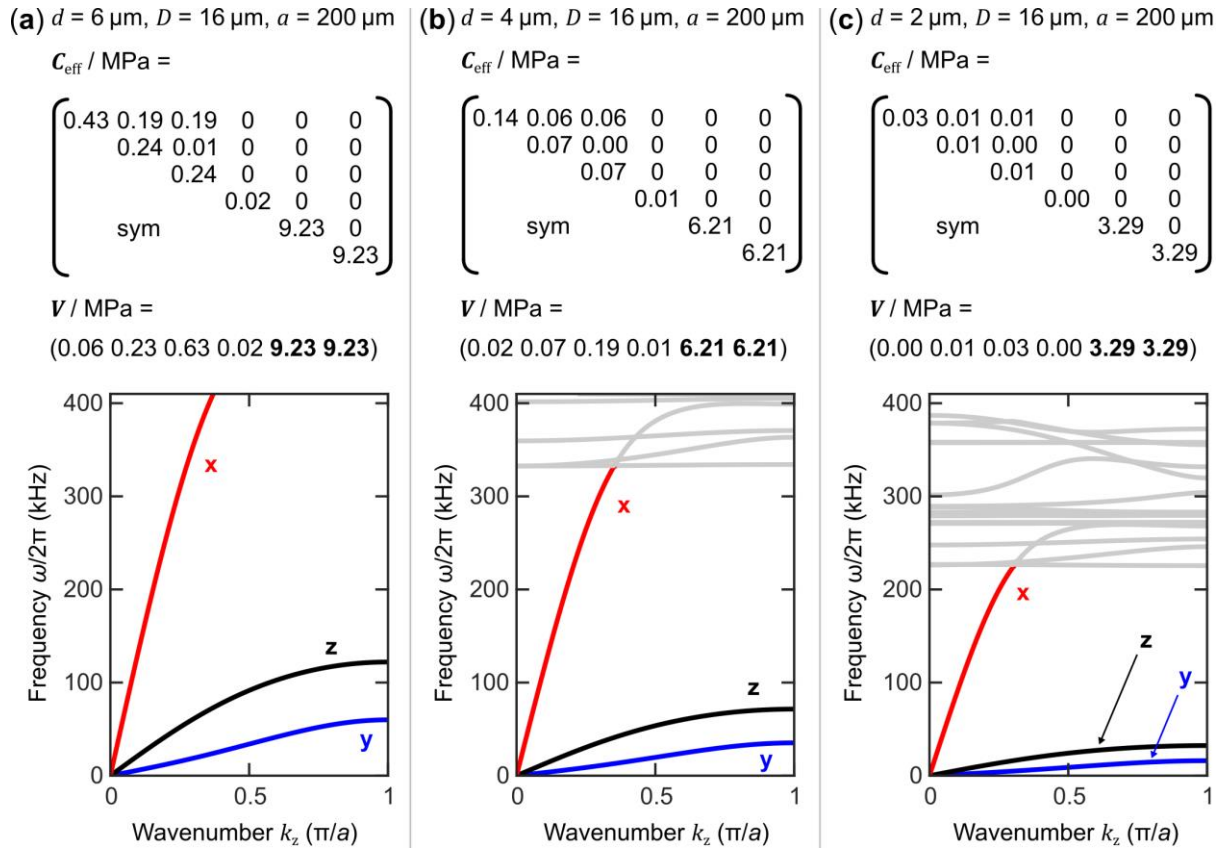 (a) d = 6 μm, D = 16 μm, a = 200 μm
C_eff / MPa =
0.43 0.19 0.19 0 0 0
0.24 0.01 0 0 0
0.24 0 0 0
0.02 0 0
sym 9.23 0
9.23
V / MPa =
(0.06 0.23 0.63 0.02 9.23 9.23)
400
300
200
100
0
Frequency ω/2π (kHz)
x
z
y
0 0.5 1
Wavenumber k_z (π/a)
(b) d = 4 μm, D = 16 μm, a = 200 μm
C_eff / MPa =
0.14 0.06 0.06 0 0 0
0.07 0.00 0 0 0
0.07 0 0 0
0.01 0 0
sym 6.21 0
6.21
V / MPa =
(0.02 0.07 0.19 0.01 6.21 6.21)
400
300
200
100
0
Frequency ω/2π (kHz)
x
z
y
0 0.5 1
Wavenumber k_z (π/a)
(c) d = 2 μm, D = 16 μm, a = 200 μm
C_eff / MPa =
0.03 0.01 0.01 0 0 0
0.01 0.00 0 0 0
0.01 0 0 0
0.00 0 0
sym 3.29 0
3.29
V / MPa =
(0.00 0.01 0.03 0.00 3.29 3.29)
400
300
200
100
0
Frequency ω/2π (kHz)
x
z
y
0 0.5 1
Wavenumber k_z (π/a)